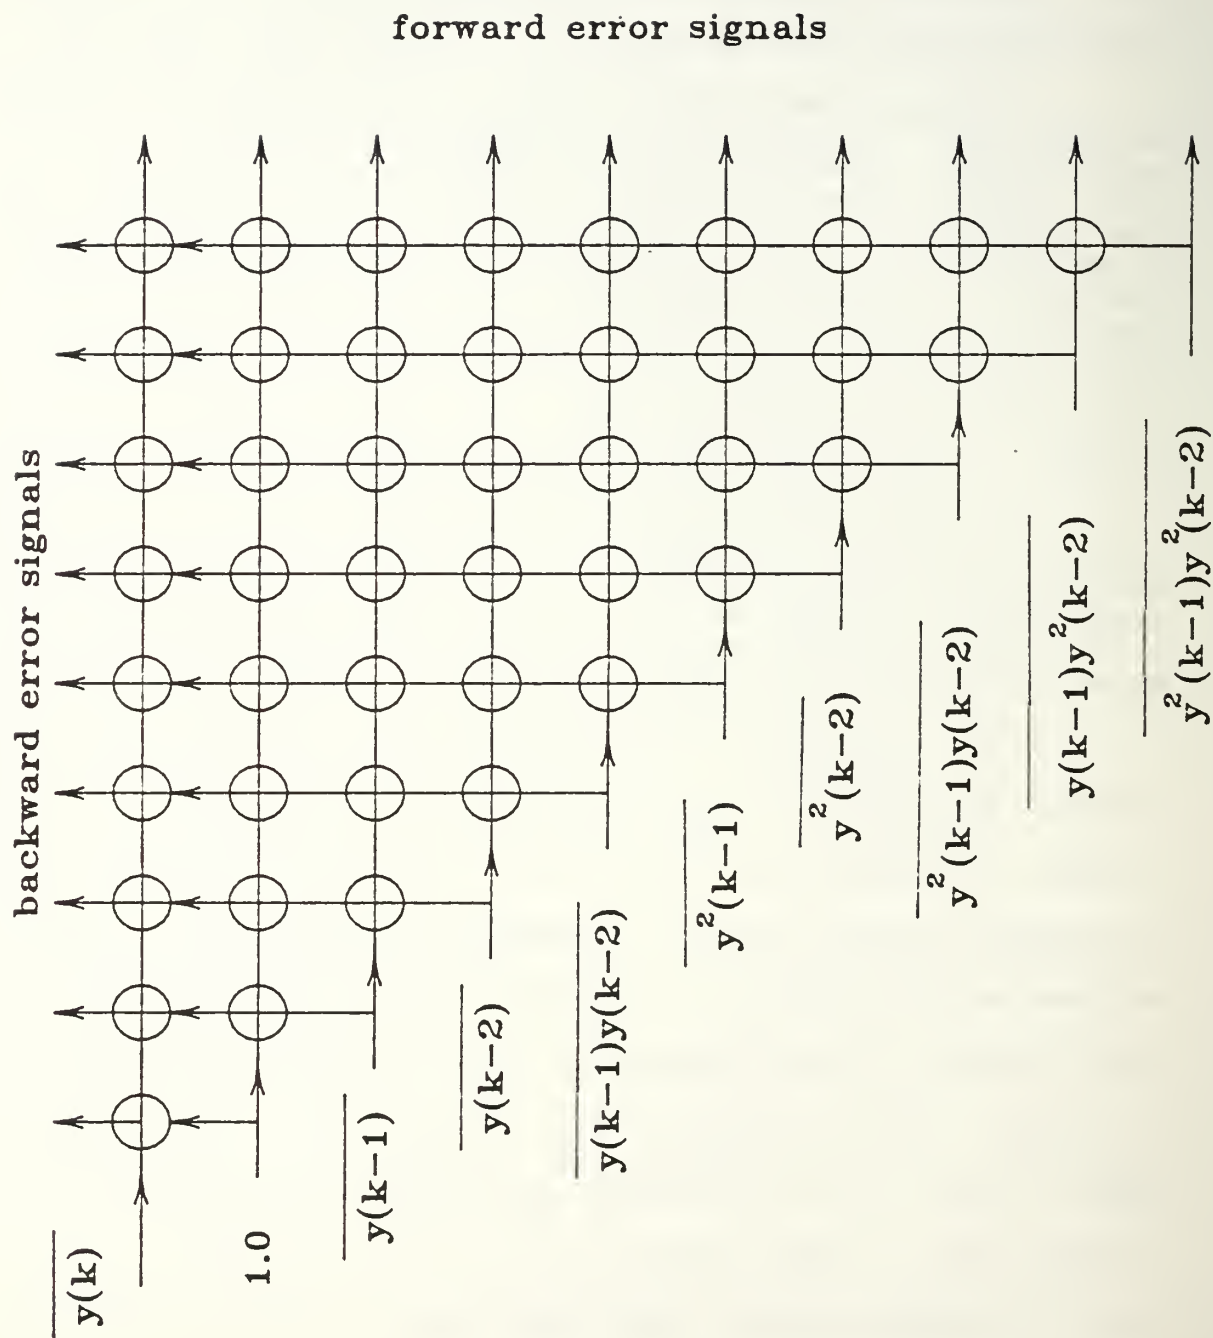 forward error signals
backward error signals
y(k)
1.0
y(k−1)
y(k−2)
y(k−1)y(k−2)
y²(k−1)
y²(k−2)
y²(k−1)y(k−2)
y(k−1)y²(k−2)
y²(k−1)y²(k−2)